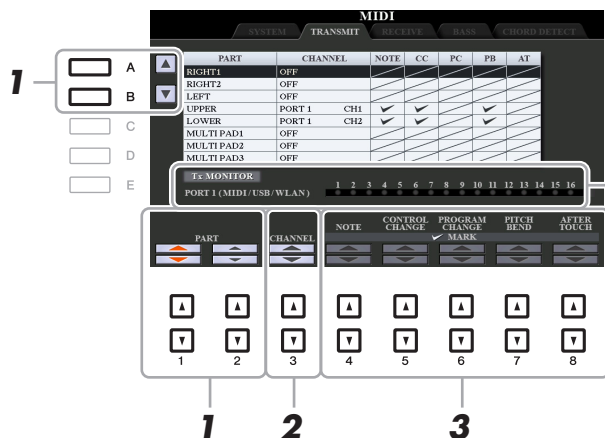 MIDI
SYSTEM TRANSMIT RECEIVE BASS CHORD DETECT
1
A
B
C
D
E
PART CHANNEL NOTE CC PC PB AT
RIGHT1 OFF
RIGHT2 OFF
LEFT OFF
UPPER PORT 1 CH1
LOWER PORT 1 CH2
MULTI PAD1 OFF
MULTI PAD2 OFF
MULTI PAD3 OFF
Tx MONITOR
PORT 1 (MIDI/USB/WLAN) 1 2 3 4 5 6 7 8 9 10 11 12 13 14 15 16
PART CHANNEL NOTE CONTROL CHANGE PROGRAM CHANGE PITCH BEND AFTER TOUCH
MARK
1 2 3 4 5 6 7 8
1 2 3